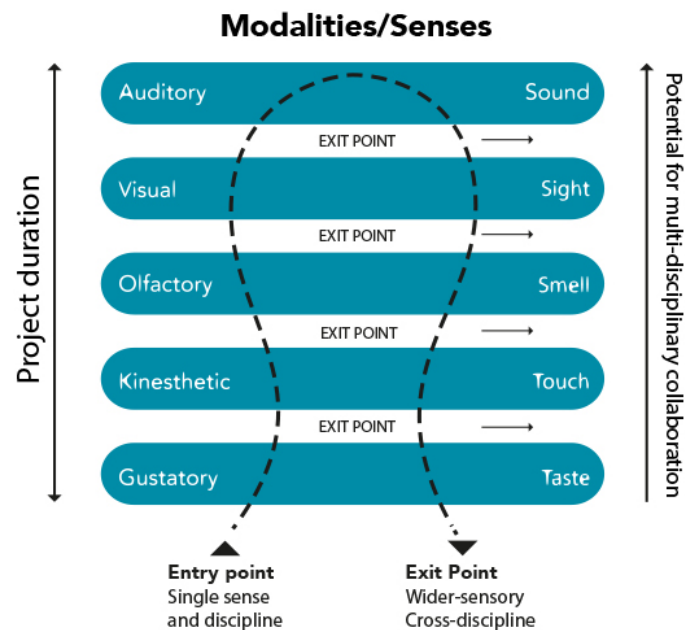 Modalities/Senses
Project duration
Auditory Sound
EXIT POINT
Visual Sight
EXIT POINT
Olfactory Smell
EXIT POINT
Kinesthetic Touch
EXIT POINT
Gustatory Taste
Potential for multi-disciplinary collaboration
Entry point
Single sense
and discipline
Exit Point
Wider-sensory
Cross-discipline